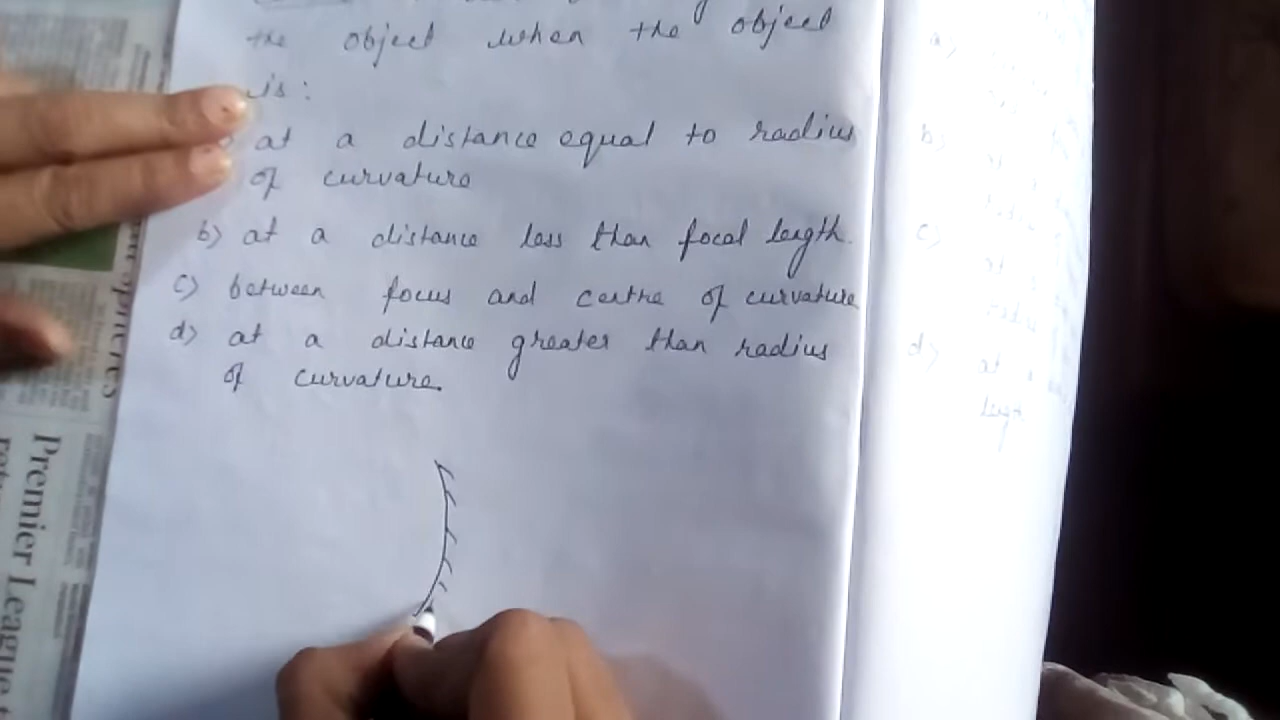 the object when the object
is:
at a distance equal to radius
of curvature
b) at a distance less than focal length.
c) between focus and centre of curvature
d) at a distance greater than radius
of curvature.
Premier League